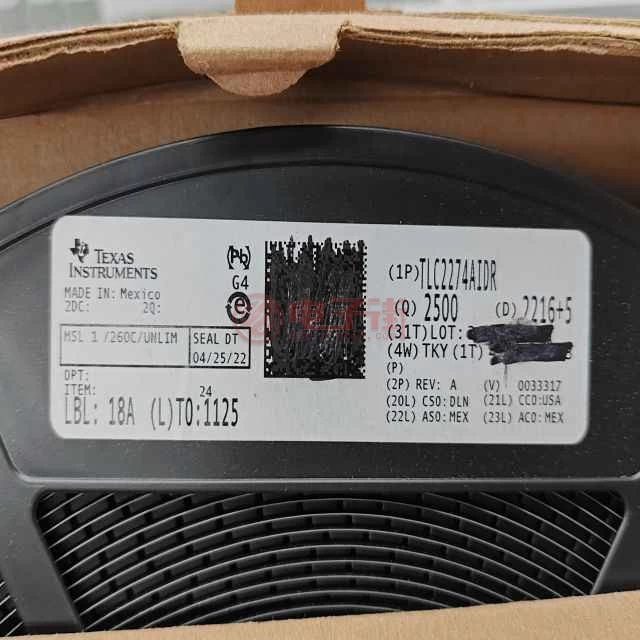 TEXAS
INSTRUMENTS
MADE IN: Mexico
2DC: 2Q:
MSL 1 /260C/UNLIM
SEAL DT
04/25/22
OPT:
ITEM: 24
LBL: 18A (L)TO:1125
Pb
G4
e
(1P)TLC2274AIDR
(Q) 2500 (D) 2216+5
(31T) LOT:
(4W) TKY (1T)
(P)
(2P) REV: A (V) 0033317
(20L) CSO:DLN (21L) CCO:USA
(22L) ASO:MEX (23L) ACO:MEX